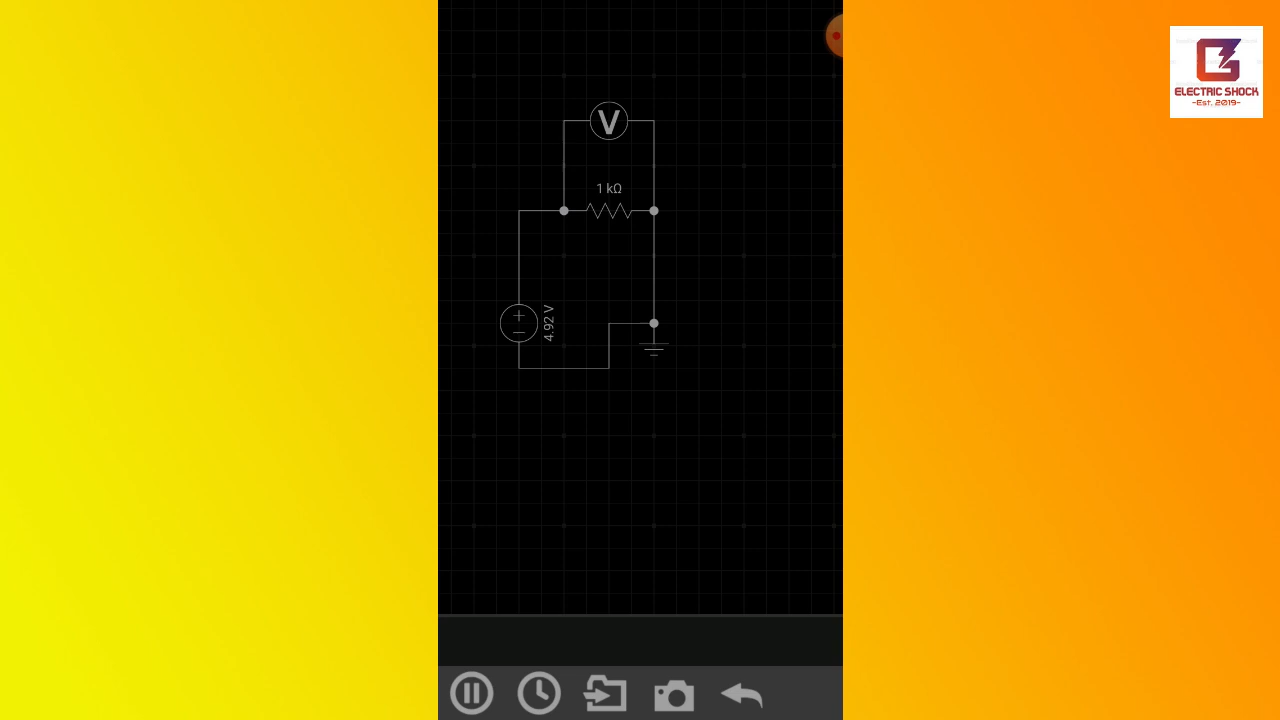 ELECTRIC SHOCK
-Est. 2019-
V
1 kΩ
4.92 V